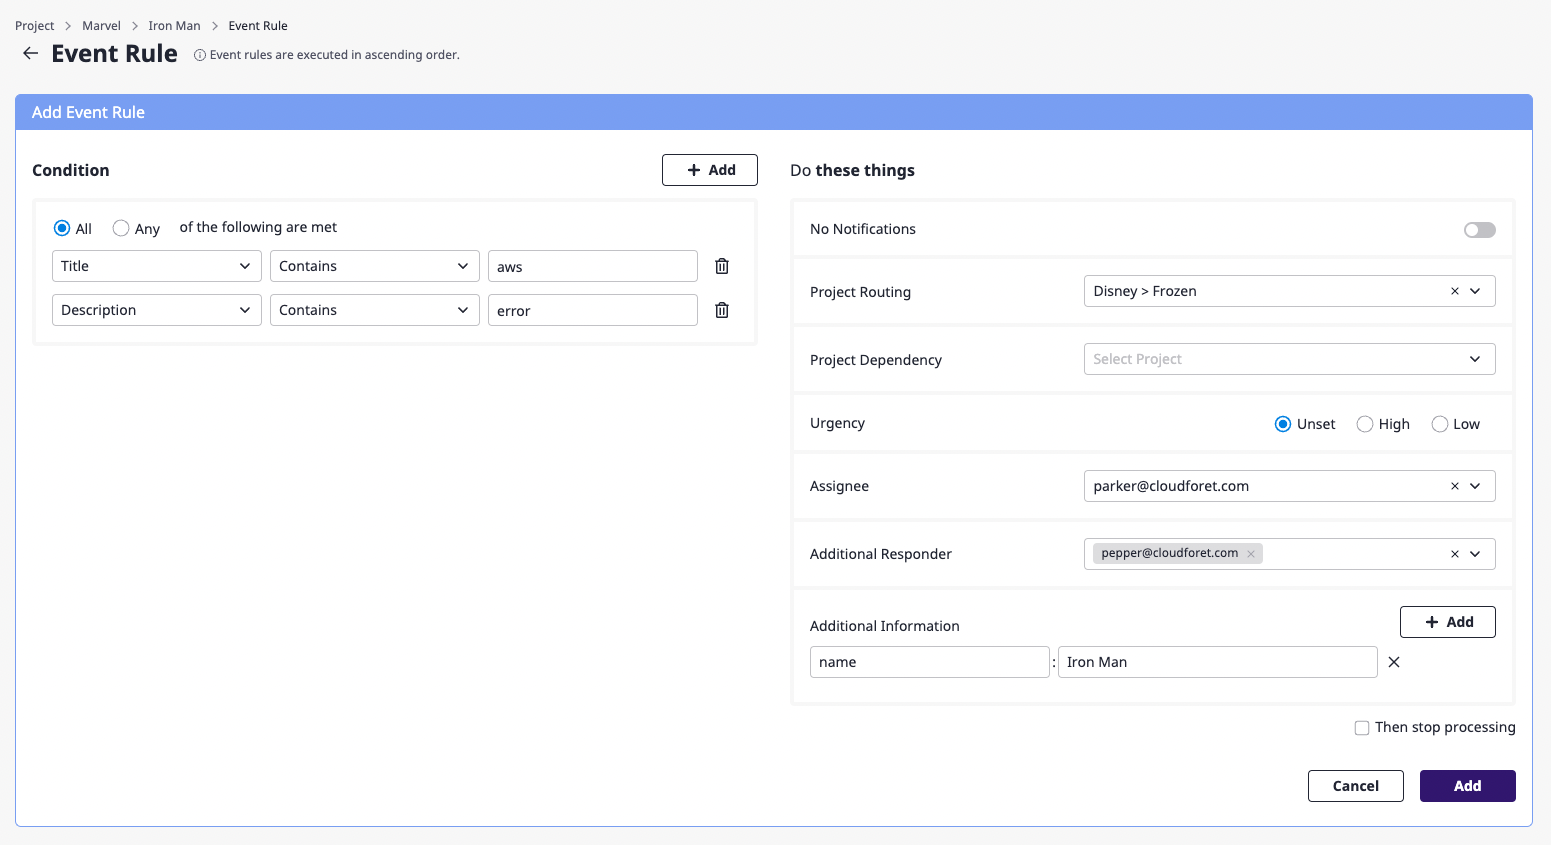 Project > Marvel > Iron Man > Event Rule
Event Rule Event rules are executed in ascending order.
Add Event Rule
Condition
+ Add
All Any of the following are met
Title Contains aws
Description Contains error
Do these things
No Notifications
Project Routing Disney > Frozen
Project Dependency Select Project
Urgency Unset High Low
Assignee parker@cloudforet.com
Additional Responder pepper@cloudforet.com
Additional Information + Add
name : Iron Man
Then stop processing
Cancel Add